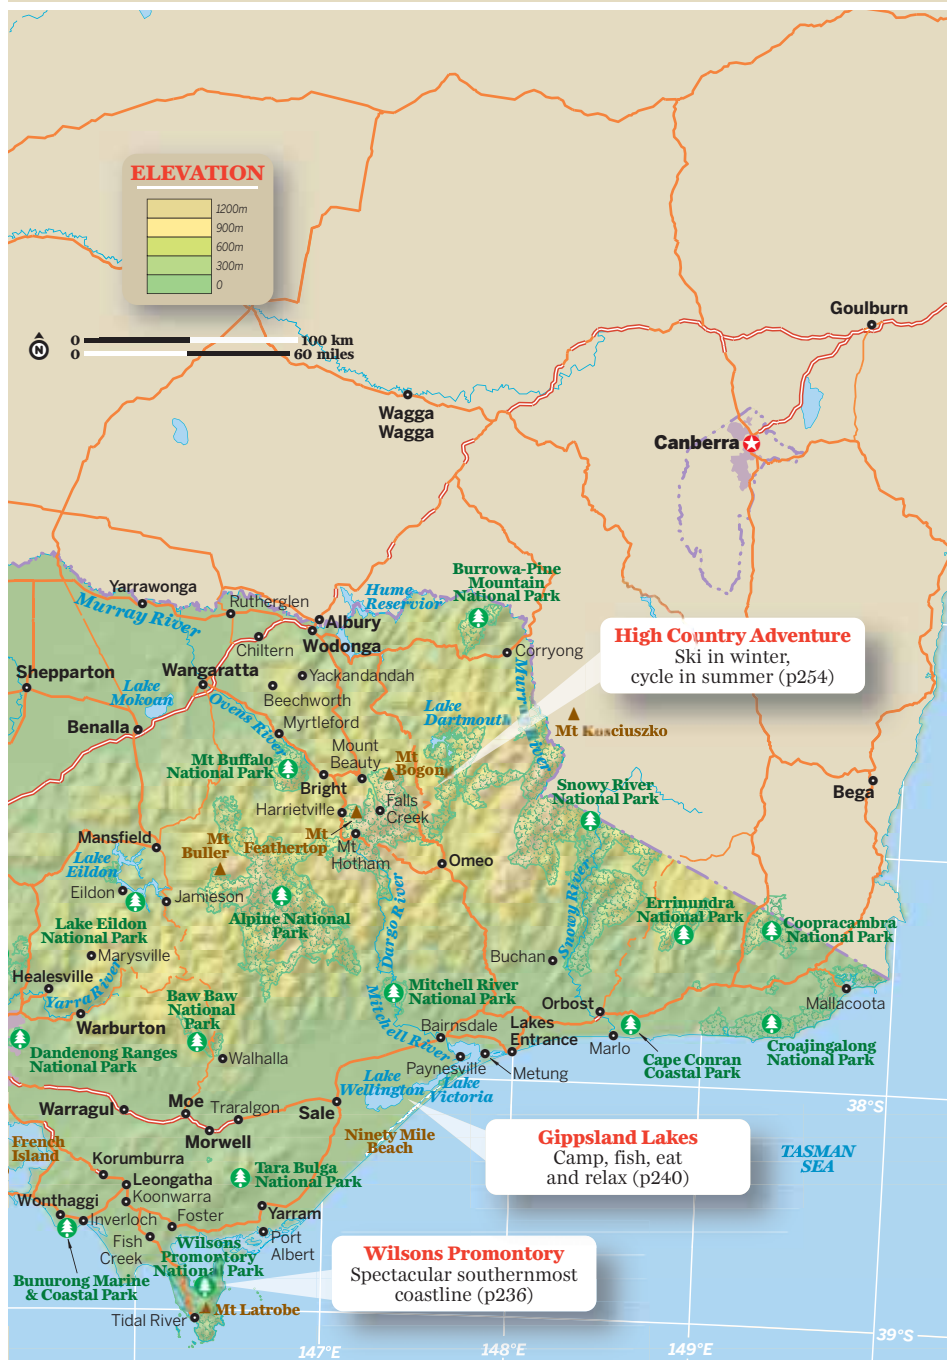 ELEVATION
1200m
900m
600m
300m
0
Goulburn
0
100 km
N
0
60 miles
Wagga
Wagga
Canberra
Burrowa-Pine
Mountain
National Park
Yarrawonga
Hume
Reservior
Rutherglen
Murray River
Albury
Wodonga
Chiltern
Corryong
High Country Adventure
Ski in winter,
cycle in summer (p254)
Shepparton
Wangaratta
Yackandandah
Lake
Mokoan
Beechworth
Ovens River
Lake
Dartmouth
Murray River
Benalla
Myrtleford
Mt Kosciuszko
Mt Buffalo
National Park
Mount
Beauty
Mt
Bogong
Bright
Snowy River
National Park
Bega
Harrietville
Falls
Creek
Mansfield
Mt
Buller
Mt
Feathertop
Mt
Hotham
Omeo
Lake
Eildon
Eildon
Jamieson
Dargo River
Snowy River
Errinundra
National Park
Alpine National
Park
Lake Eildon
National Park
Coopracambra
National Park
Marysville
Buchan
Healesville
Yarra River
Mitchell River
National Park
Baw Baw
National
Park
Mallacoota
Orbost
Mitchell River
Warburton
Bairnsdale
Lakes
Entrance
Dandenong Ranges
National Park
Walhalla
Marlo
Cape Conran
Coastal Park
Croajingalong
National Park
Paynesville
Metung
Lake
Wellington
Lake
Victoria
Warragul
Moe
Traralgon
Sale
38°S
Morwell
French
Island
Ninety Mile
Beach
Gippsland Lakes
Camp, fish, eat
and relax (p240)
TASMAN
SEA
Korumburra
Leongatha
Tara Bulga
National Park
Koonwarra
Wonthaggi
Inverloch
Foster
Yarram
Fish
Creek
Port
Albert
Wilsons
Promontory
National Park
Wilsons Promontory
Spectacular southernmost
coastline (p236)
Bunurong Marine
& Coastal Park
Mt Latrobe
Tidal River
147°E
148°E
149°E
39°S